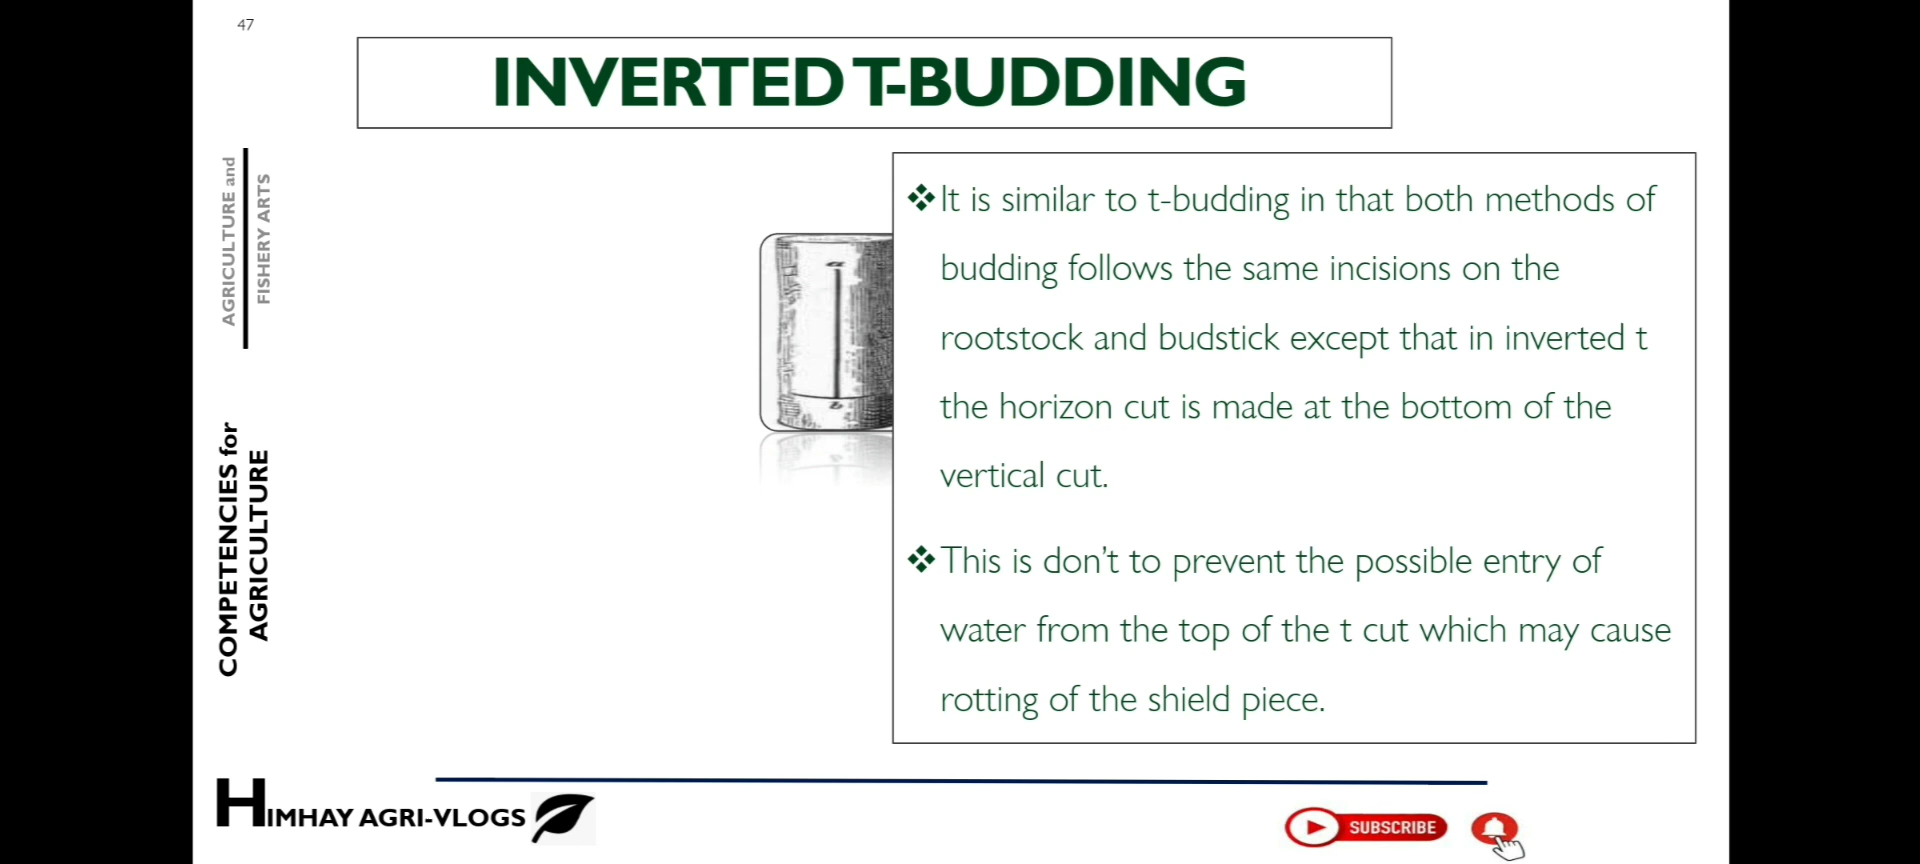 47
INVERTED T-BUDDING
AGRICULTURE and
FISHERY ARTS
COMPETENCIES for
AGRICULTURE
a
b
❖It is similar to t-budding in that both methods of
budding follows the same incisions on the
rootstock and budstick except that in inverted t
the horizon cut is made at the bottom of the
vertical cut.
❖This is don't to prevent the possible entry of
water from the top of the t cut which may cause
rotting of the shield piece.
HIMHAY AGRI-VLOGS
SUBSCRIBE